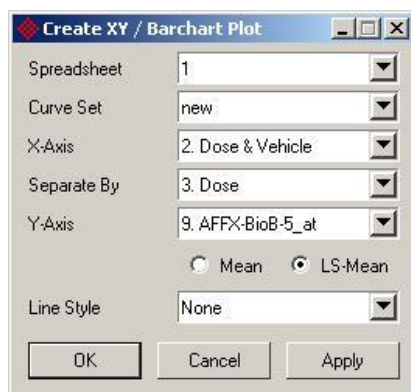 Create XY / Barchart Plot
Spreadsheet 1
Curve Set new
X-Axis 2. Dose & Vehicle
Separate By 3. Dose
Y-Axis 9. AFFX-BioB-5_at
Mean LS-Mean
Line Style None
OK Cancel Apply